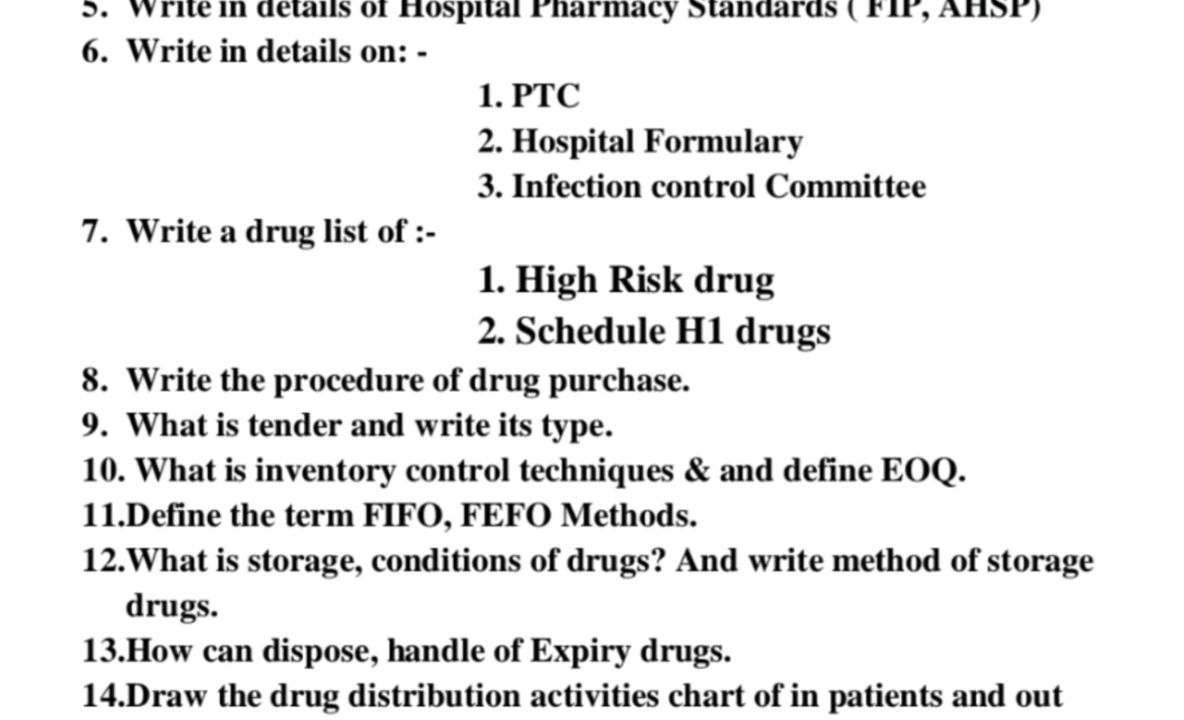 5. Write in details of Hospital Pharmacy Standards ( FIP, AHSP)
6. Write in details on: -
1. PTC
2. Hospital Formulary
3. Infection control Committee
7. Write a drug list of :-
1. High Risk drug
2. Schedule H1 drugs
8. Write the procedure of drug purchase.
9. What is tender and write its type.
10. What is inventory control techniques & and define EOQ.
11.Define the term FIFO, FEFO Methods.
12.What is storage, conditions of drugs? And write method of storage
drugs.
13.How can dispose, handle of Expiry drugs.
14.Draw the drug distribution activities chart of in patients and out